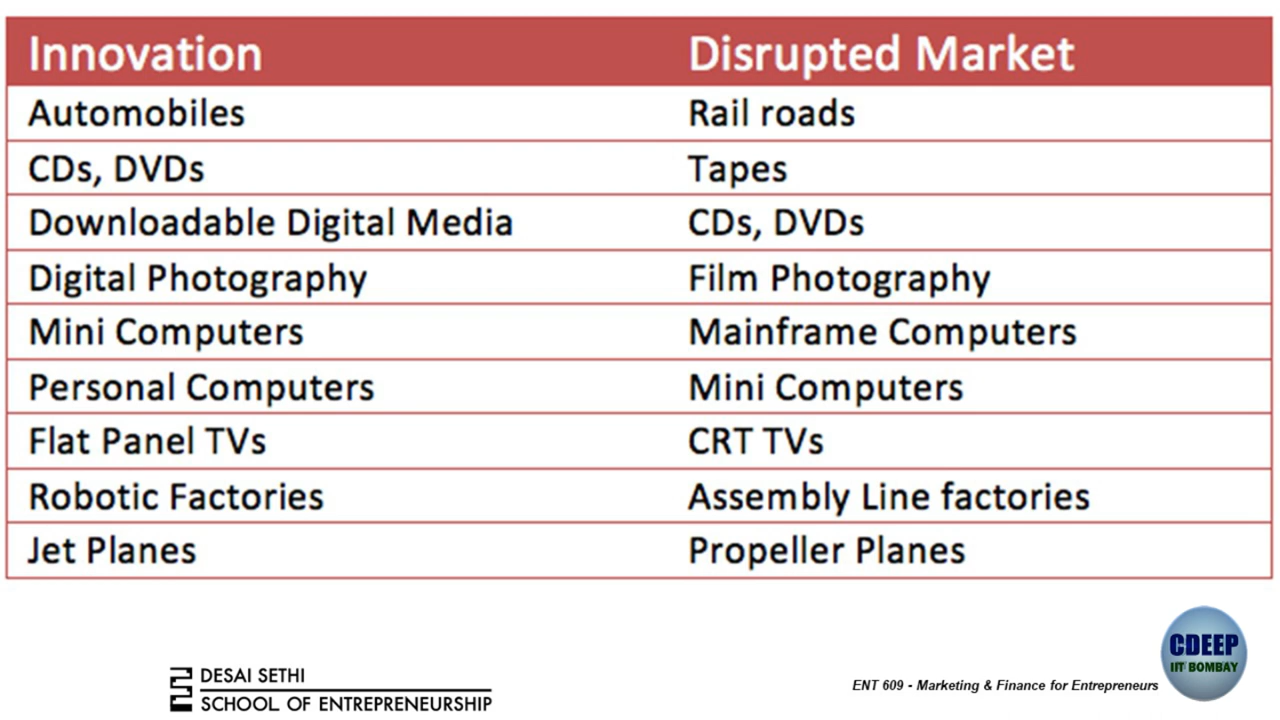 Innovation Disrupted Market
Automobiles Rail roads
CDs, DVDs Tapes
Downloadable Digital Media CDs, DVDs
Digital Photography Film Photography
Mini Computers Mainframe Computers
Personal Computers Mini Computers
Flat Panel TVs CRT TVs
Robotic Factories Assembly Line factories
Jet Planes Propeller Planes
DESAI SETHI
SCHOOL OF ENTREPRENEURSHIP
ENT 609 - Marketing & Finance for Entrepreneurs
CDEEP
IIT BOMBAY